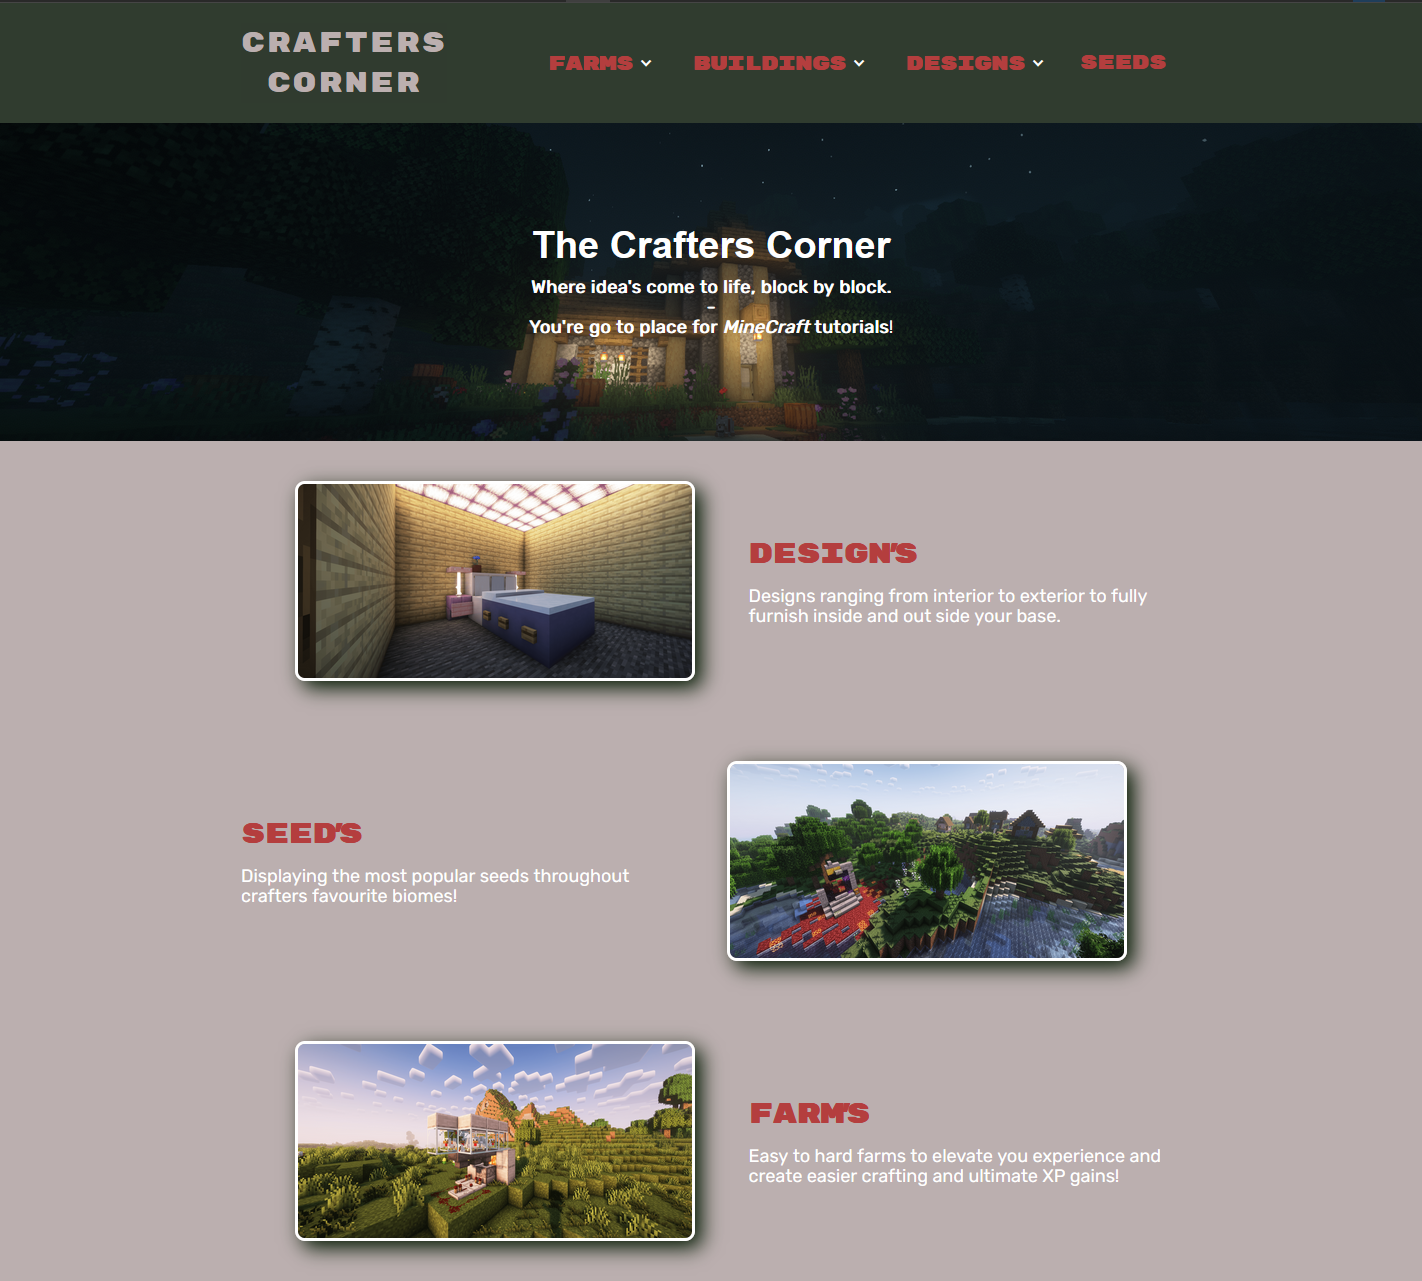 CRAFTERS
CORNER
FARMS BUILDINGS DESIGNS SEEDS
The Crafters Corner
Where idea's come to life, block by block.
–
You're go to place for MineCraft tutorials!
DESIGN'S
Designs ranging from interior to exterior to fully
furnish inside and out side your base.
SEED'S
Displaying the most popular seeds throughout
crafters favourite biomes!
FARM'S
Easy to hard farms to elevate you experience and
create easier crafting and ultimate XP gains!